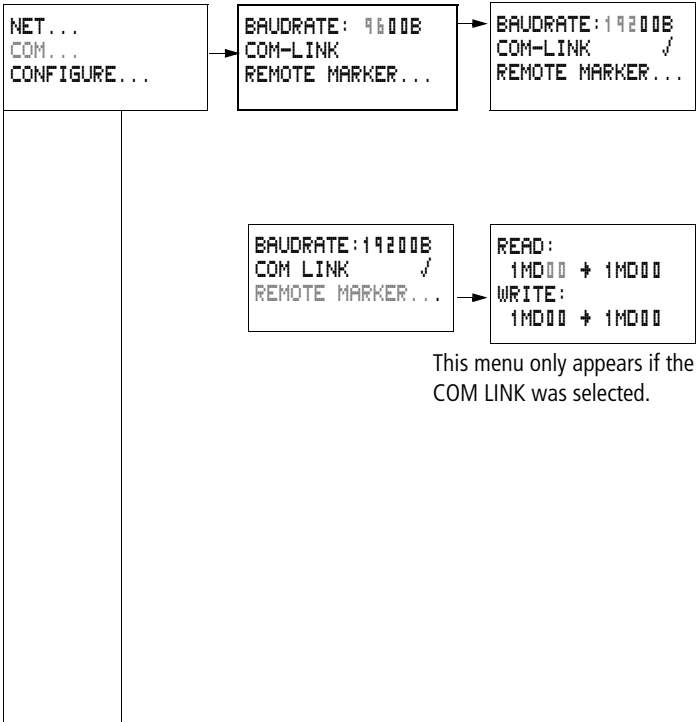 NET...
COM...
CONFIGURE...
BAUDRATE: 9600B
COM-LINK
REMOTE MARKER...
BAUDRATE:19200B
COM-LINK √
REMOTE MARKER...
BAUDRATE:19200B
COM LINK √
REMOTE MARKER...
READ:
1MD00 → 1MD00
WRITE:
1MD00 → 1MD00
This menu only appears if the
COM LINK was selected.